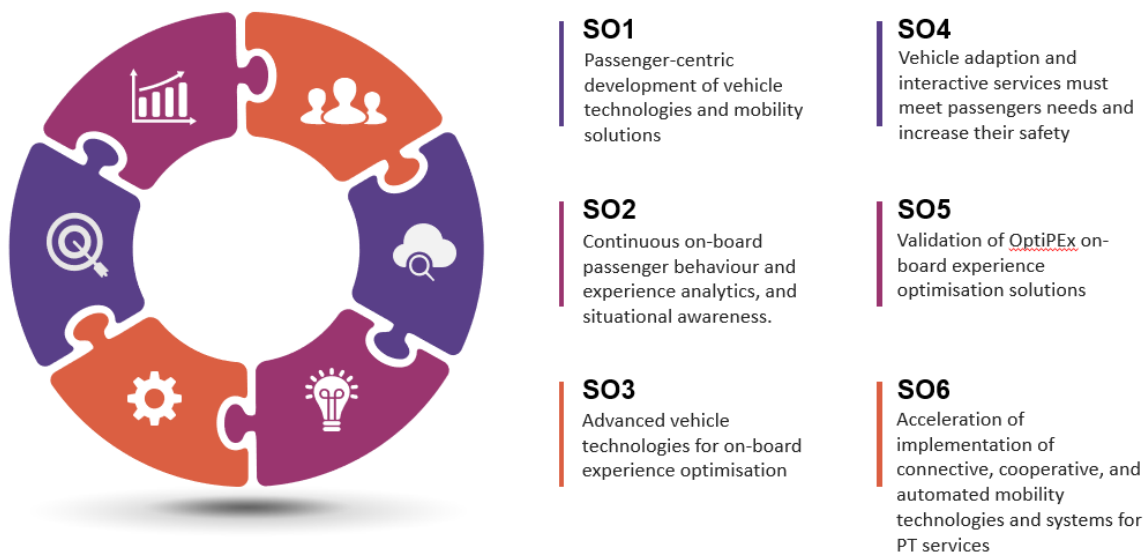 SO1
Passenger-centric
development of vehicle
technologies and mobility
solutions
SO2
Continuous on-board
passenger behaviour and
experience analytics, and
situational awareness.
SO3
Advanced vehicle
technologies for on-board
experience optimisation
SO4
Vehicle adaption and
interactive services must
meet passengers needs and
increase their safety
SO5
Validation of OptiPEx on-
board experience
optimisation solutions
SO6
Acceleration of
implementation of
connective, cooperative, and
automated mobility
technologies and systems for
PT services